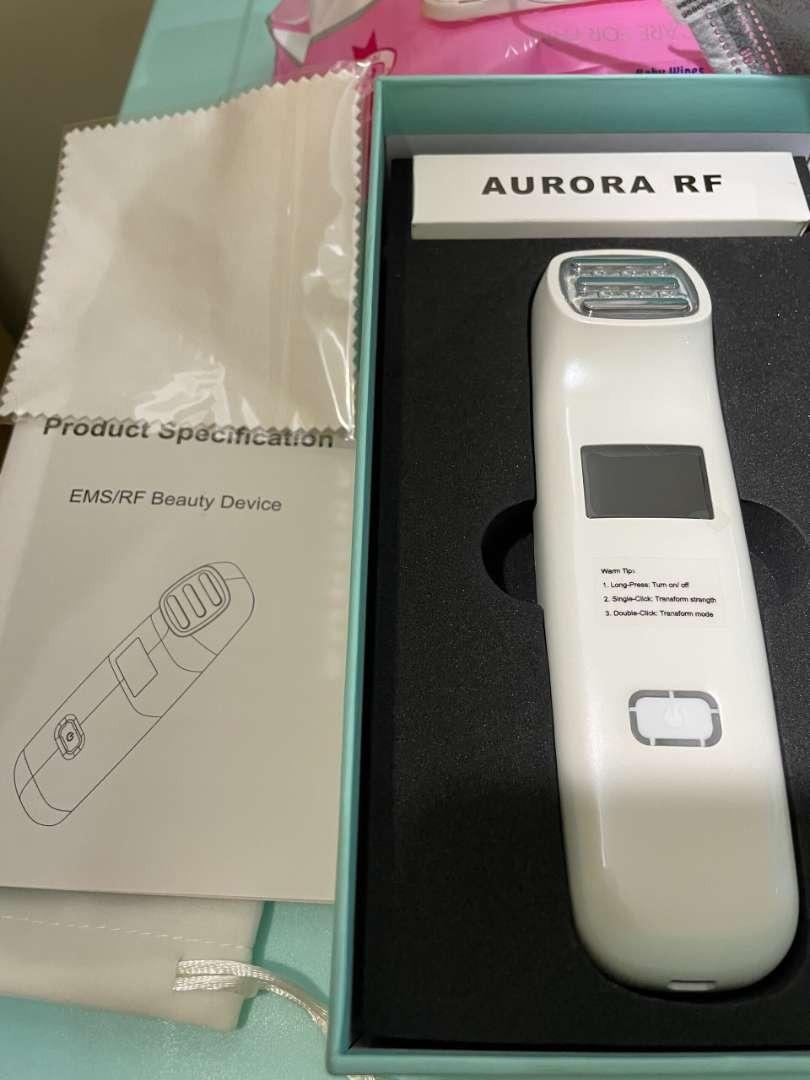 Baby Wipes
AURORA RF
Product Specification
EMS/RF Beauty Device
Warm Tip:
1. Long-Press: Turn on/ off
2. Single-Click: Transform strength
3. Double-Click: Transform mode